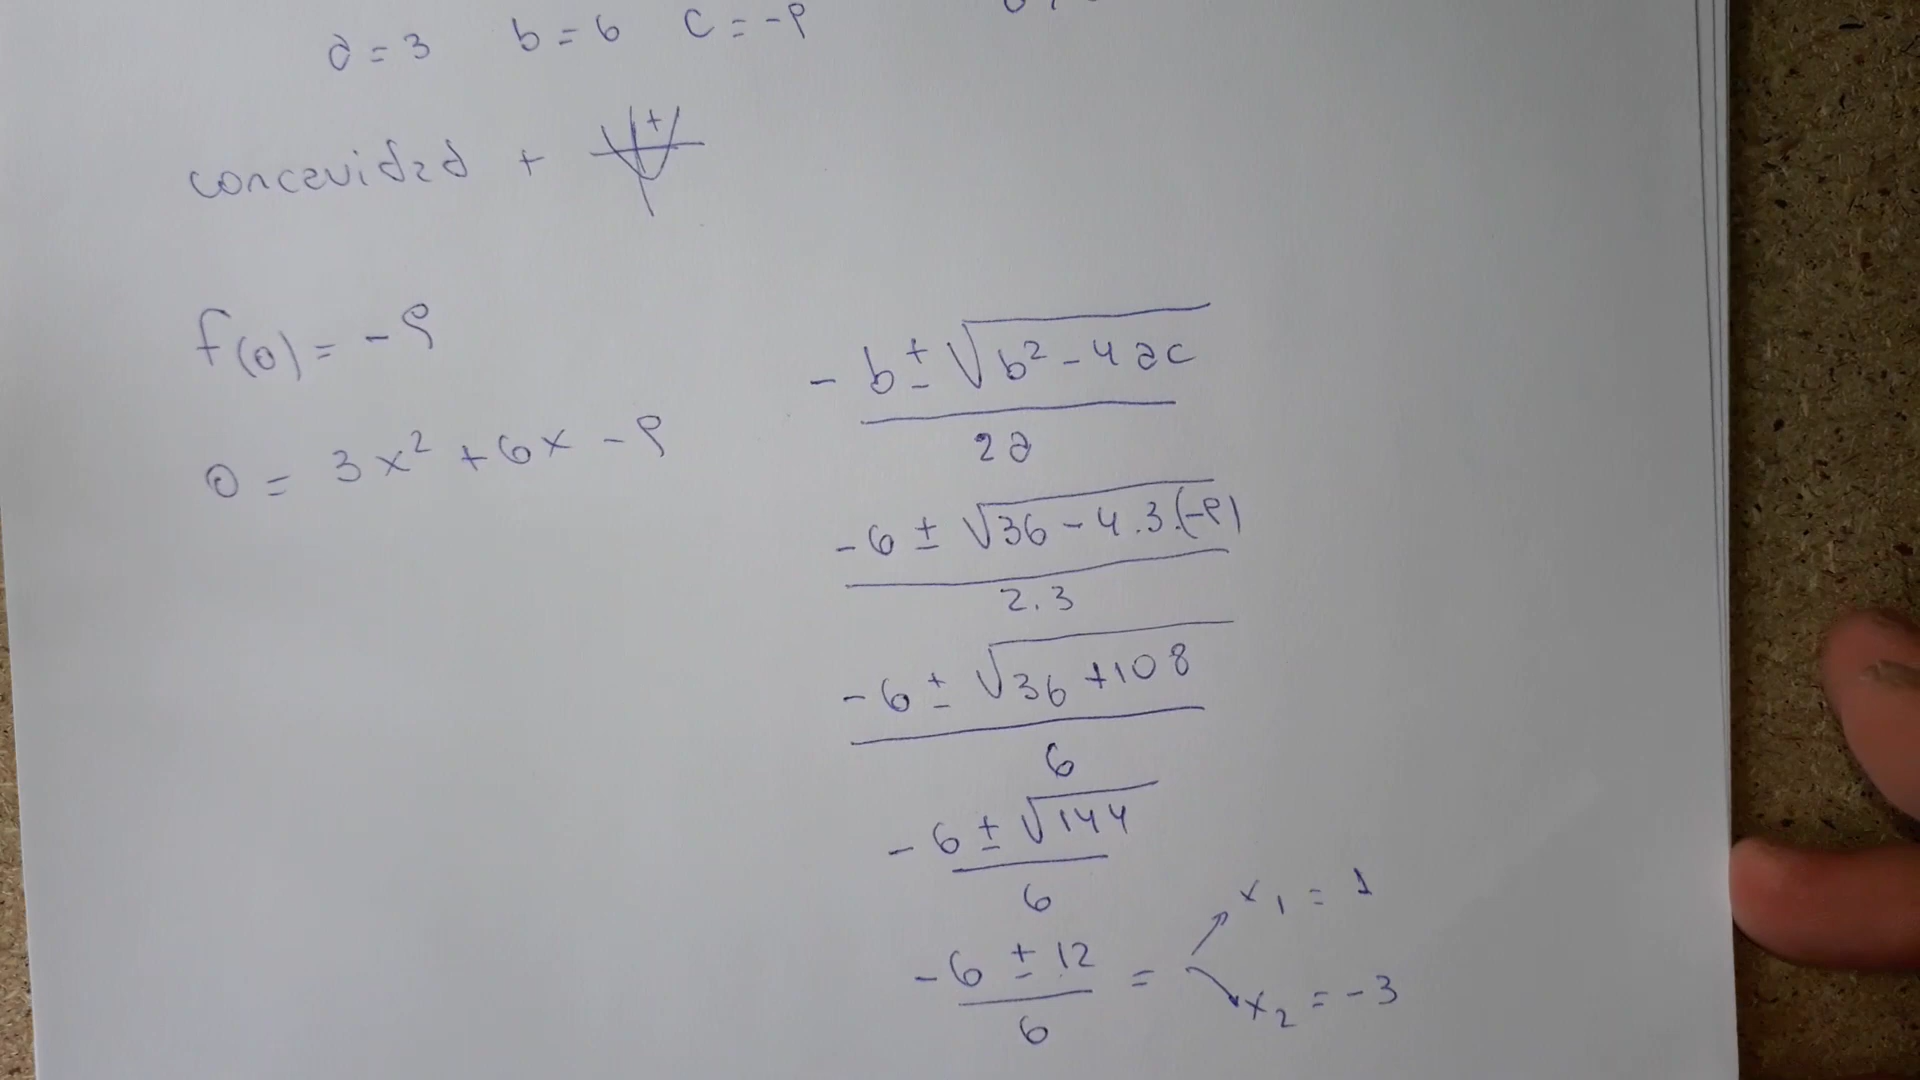 a = 3 b = 6 c = -9
concavidad + +
f(0) = -9
0 = 3x² + 6x - 9
-b ± √b² - 4ac
2a
-6 ± √36 - 4.3.(-9)
2.3
-6 ± √36 + 108
6
-6 ± √144
6
x₁ = 1
-6 ± 12 =
6
x₂ = -3